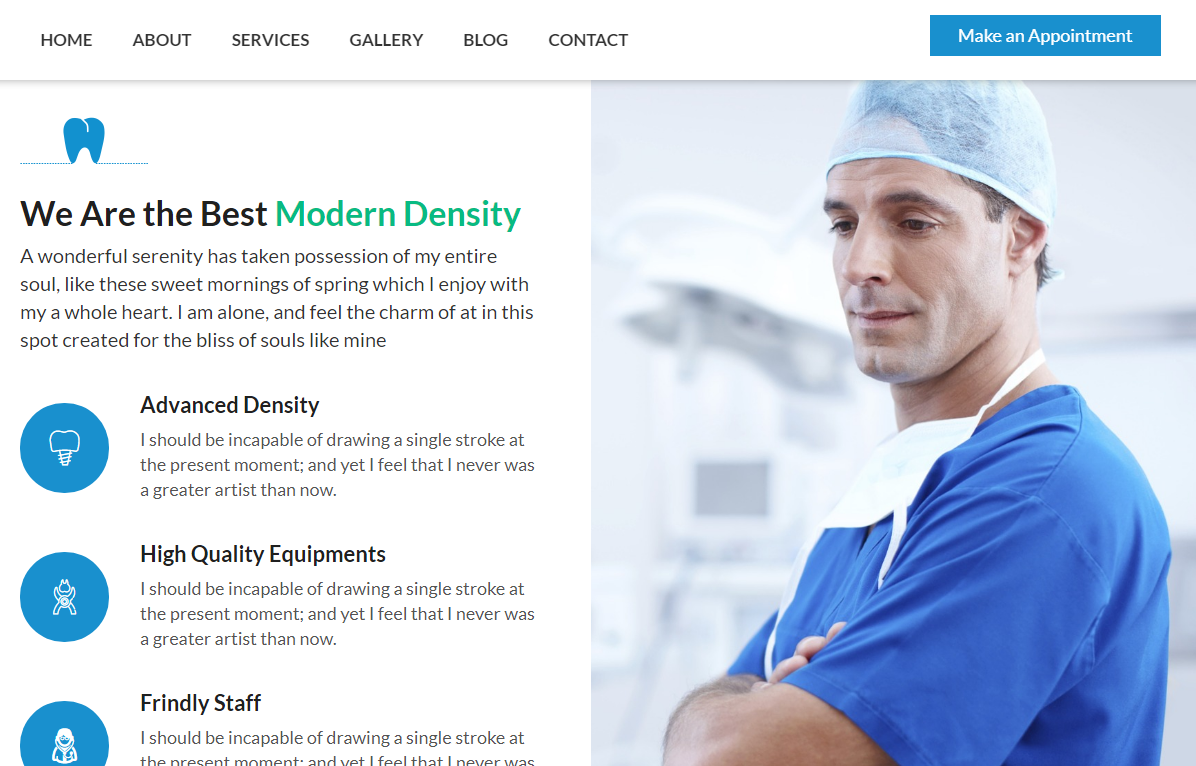 HOME ABOUT SERVICES GALLERY BLOG CONTACT Make an Appointment
We Are the Best Modern Density
A wonderful serenity has taken possession of my entire
soul, like these sweet mornings of spring which I enjoy with
my a whole heart. I am alone, and feel the charm of at in this
spot created for the bliss of souls like mine
Advanced Density
I should be incapable of drawing a single stroke at
the present moment; and yet I feel that I never was
a greater artist than now.
High Quality Equipments
I should be incapable of drawing a single stroke at
the present moment; and yet I feel that I never was
a greater artist than now.
Frindly Staff
I should be incapable of drawing a single stroke at
the present moment; and yet I feel that I never was